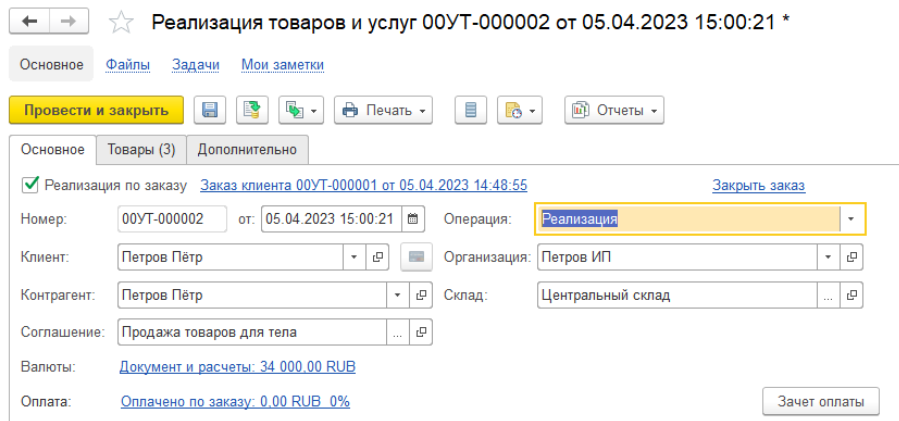 Реализация товаров и услуг 00УТ-000002 от 05.04.2023 15:00:21 *
Основное Файлы Задачи Мои заметки
Провести и закрыть Печать Отчеты
Основное Товары (3) Дополнительно
Реализация по заказу Заказ клиента 00УТ-000001 от 05.04.2023 14:48:55 Закрыть заказ
Номер: 00УТ-000002 от: 05.04.2023 15:00:21 Операция: Реализация
Клиент: Петров Пётр Организация: Петров ИП
Контрагент: Петров Пётр Склад: Центральный склад
Соглашение: Продажа товаров для тела
Валюты: Документ и расчеты: 34 000,00 RUB
Оплата: Оплачено по заказу: 0,00 RUB 0% Зачет оплаты